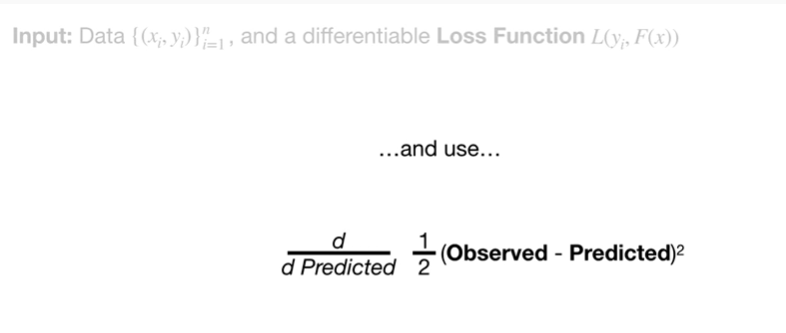 Input: Data {(xᵢ, yᵢ)}ⁿᵢ₌₁, and a differentiable Loss Function L(yᵢ, F(x))
...and use...
d/d Predicted 1/2 (Observed - Predicted)²